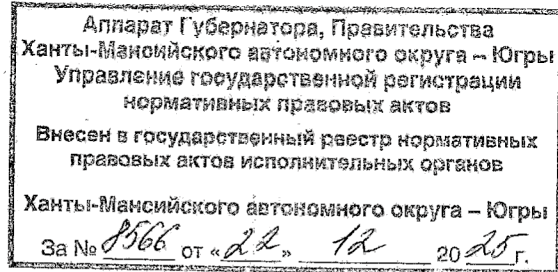 Аппарат Губернатора, Правительства
Ханты-Мансийского автономного округа – Югры
Управление государственной регистрации
нормативных правовых актов
Внесен в государственный реестр нормативных
правовых актов исполнительных органов
Ханты-Мансийского автономного округа – Югры
За № 8566 от «22» 12 2025г.